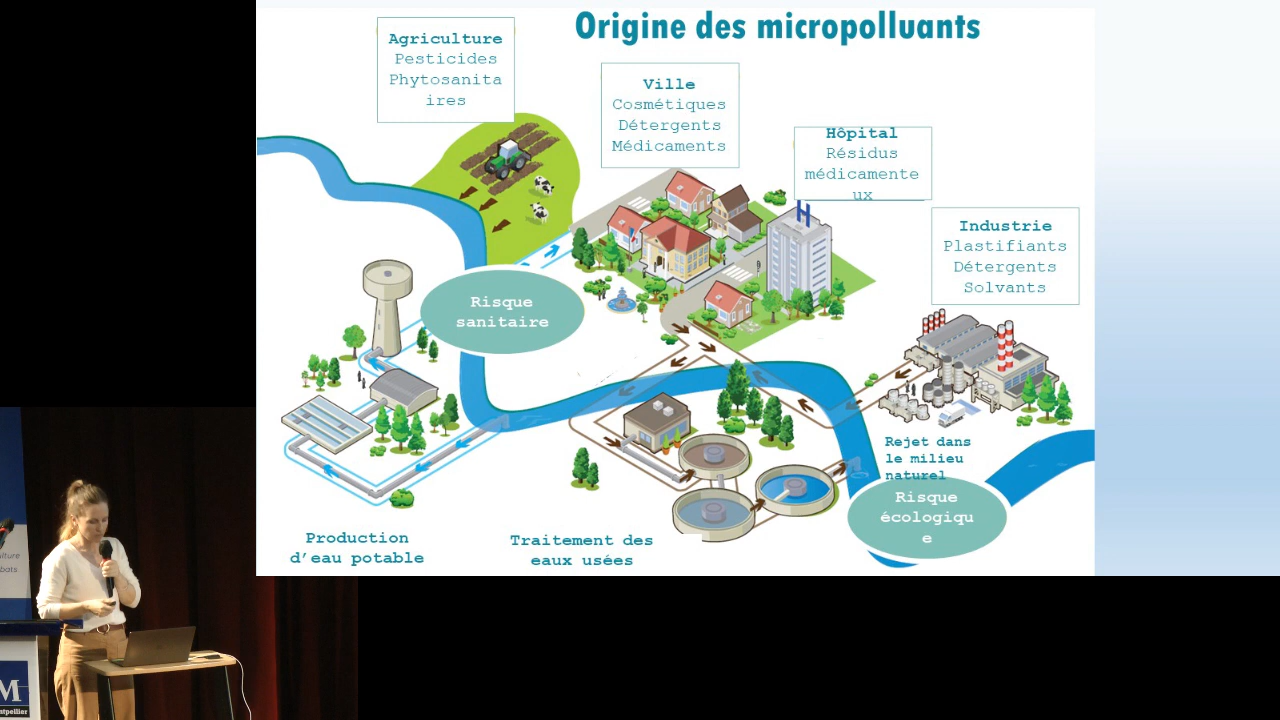 Origine des micropolluants
Agriculture
Pesticides
Phytosanita
ires
Ville
Cosmétiques
Détergents
Médicaments
Hôpital
Résidus
médicamente
ux
H
Industrie
Plastifiants
Détergents
Solvants
Risque
sanitaire
Rejet dans
le milieu
naturel
Risque
écologiqu
e
Production
d'eau potable
Traitement des
eaux usées
bats
M